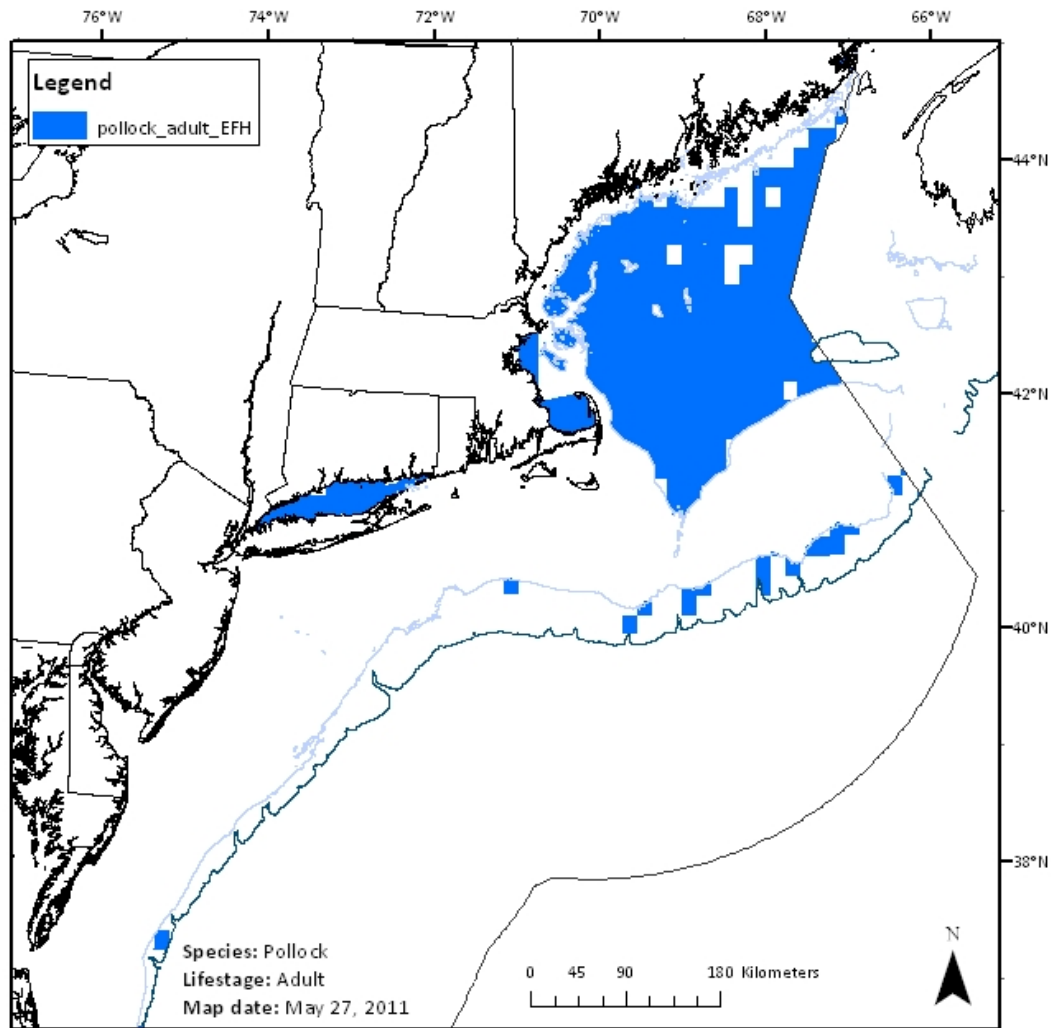 76°W 74°W 72°W 70°W 68°W 66°W
Legend
pollock_adult_EFH
44°N
42°N
40°N
38°N
Species: Pollock
Lifestage: Adult
Map date: May 27, 2011
0 45 90 180 Kilometers
N